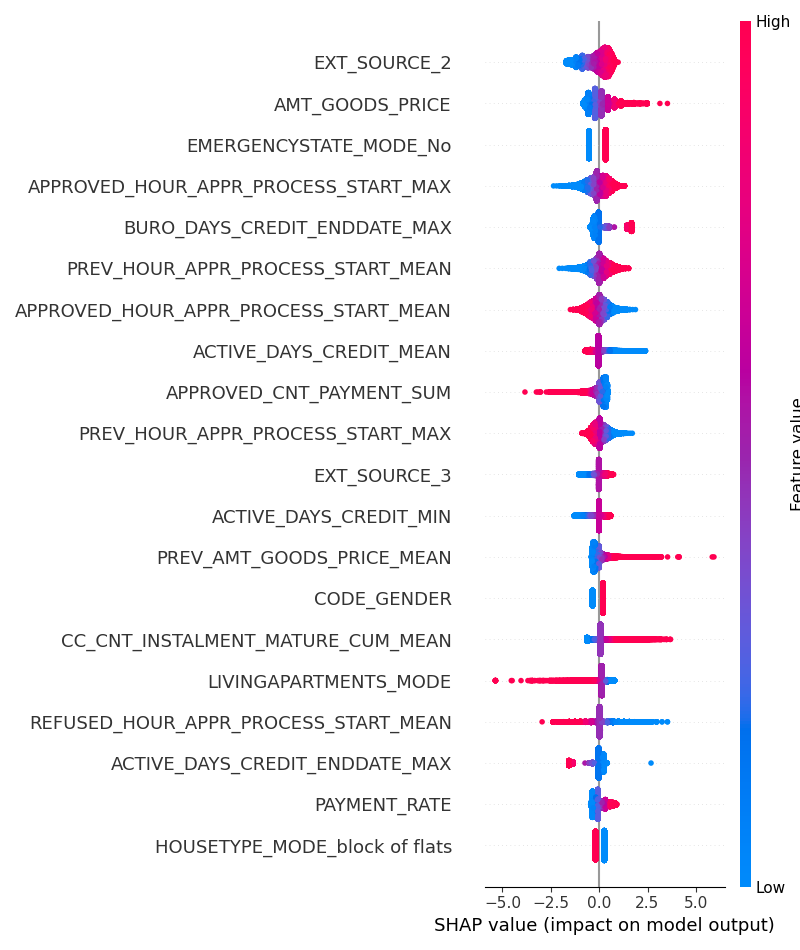 High
EXT_SOURCE_2
AMT_GOODS_PRICE
EMERGENCYSTATE_MODE_No
APPROVED_HOUR_APPR_PROCESS_START_MAX
BURO_DAYS_CREDIT_ENDDATE_MAX
PREV_HOUR_APPR_PROCESS_START_MEAN
APPROVED_HOUR_APPR_PROCESS_START_MEAN
ACTIVE_DAYS_CREDIT_MEAN
APPROVED_CNT_PAYMENT_SUM
PREV_HOUR_APPR_PROCESS_START_MAX
EXT_SOURCE_3
ACTIVE_DAYS_CREDIT_MIN
PREV_AMT_GOODS_PRICE_MEAN
CODE_GENDER
CC_CNT_INSTALMENT_MATURE_CUM_MEAN
LIVINGAPARTMENTS_MODE
REFUSED_HOUR_APPR_PROCESS_START_MEAN
ACTIVE_DAYS_CREDIT_ENDDATE_MAX
PAYMENT_RATE
HOUSETYPE_MODE_block of flats
Feature value
Low
−5.0 −2.5 0.0 2.5 5.0
SHAP value (impact on model output)